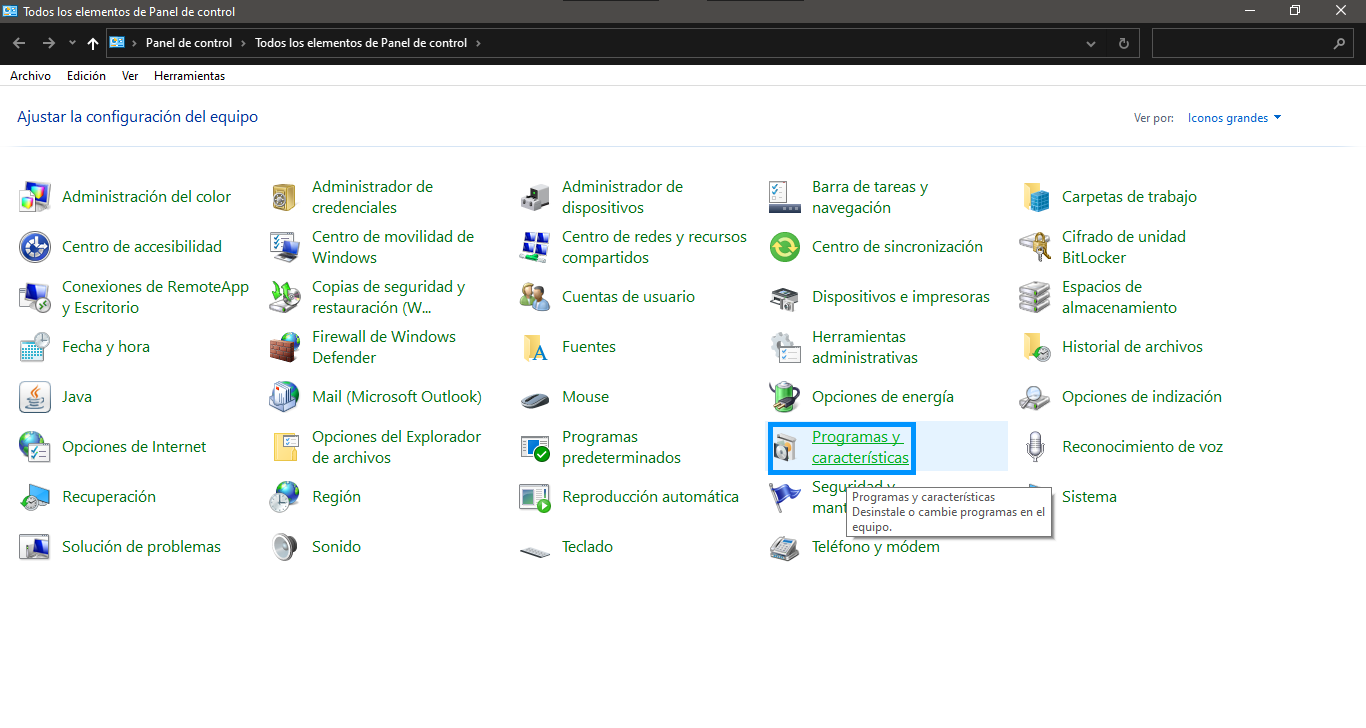 Todos los elementos de Panel de control
Panel de control
Todos los elementos de Panel de control
Archivo Edición Ver Herramientas
Ajustar la configuración del equipo
Ver por: Iconos grandes
Administración del color
Administrador de
credenciales
Administrador de
dispositivos
Barra de tareas y
navegación
Carpetas de trabajo
Centro de accesibilidad
Centro de movilidad de
Windows
Centro de redes y recursos
compartidos
Centro de sincronización
Cifrado de unidad
BitLocker
Conexiones de RemoteApp
y Escritorio
Copias de seguridad y
restauración (W...
Cuentas de usuario
Dispositivos e impresoras
Espacios de
almacenamiento
Fecha y hora
Firewall de Windows
Defender
Fuentes
Herramientas
administrativas
Historial de archivos
Java
Mail (Microsoft Outlook)
Mouse
Opciones de energía
Opciones de indización
Opciones de Internet
Opciones del Explorador
de archivos
Programas
predeterminados
Programas y
características
Reconocimiento de voz
Recuperación
Región
Reproducción automática
Seguridad y
Programas y características
Desinstale o cambie programas en el
equipo.
Sistema
Solución de problemas
Sonido
Teclado
Teléfono y módem